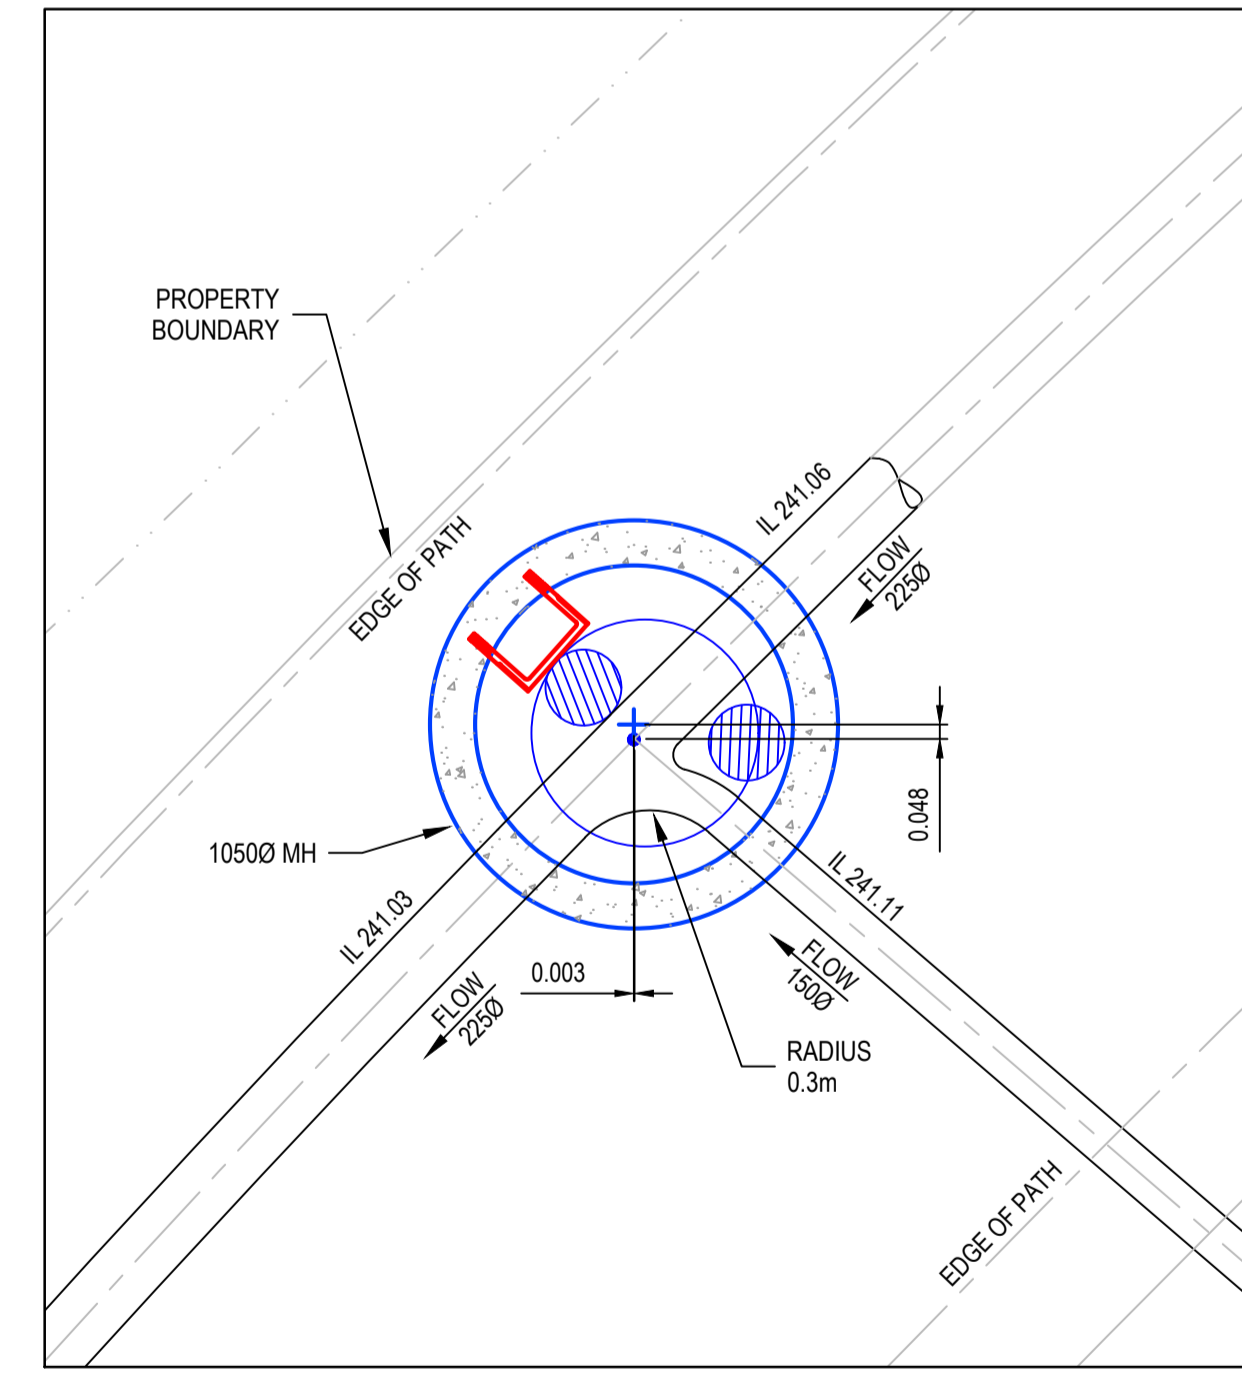 PROPERTY
BOUNDARY
EDGE OF PATH
IL 241.06
FLOW
225Ø
0.048
1050Ø MH
IL 241.03
IL 241.11
FLOW
225Ø
0.003
FLOW
150Ø
RADIUS
0.3m
EDGE OF PATH